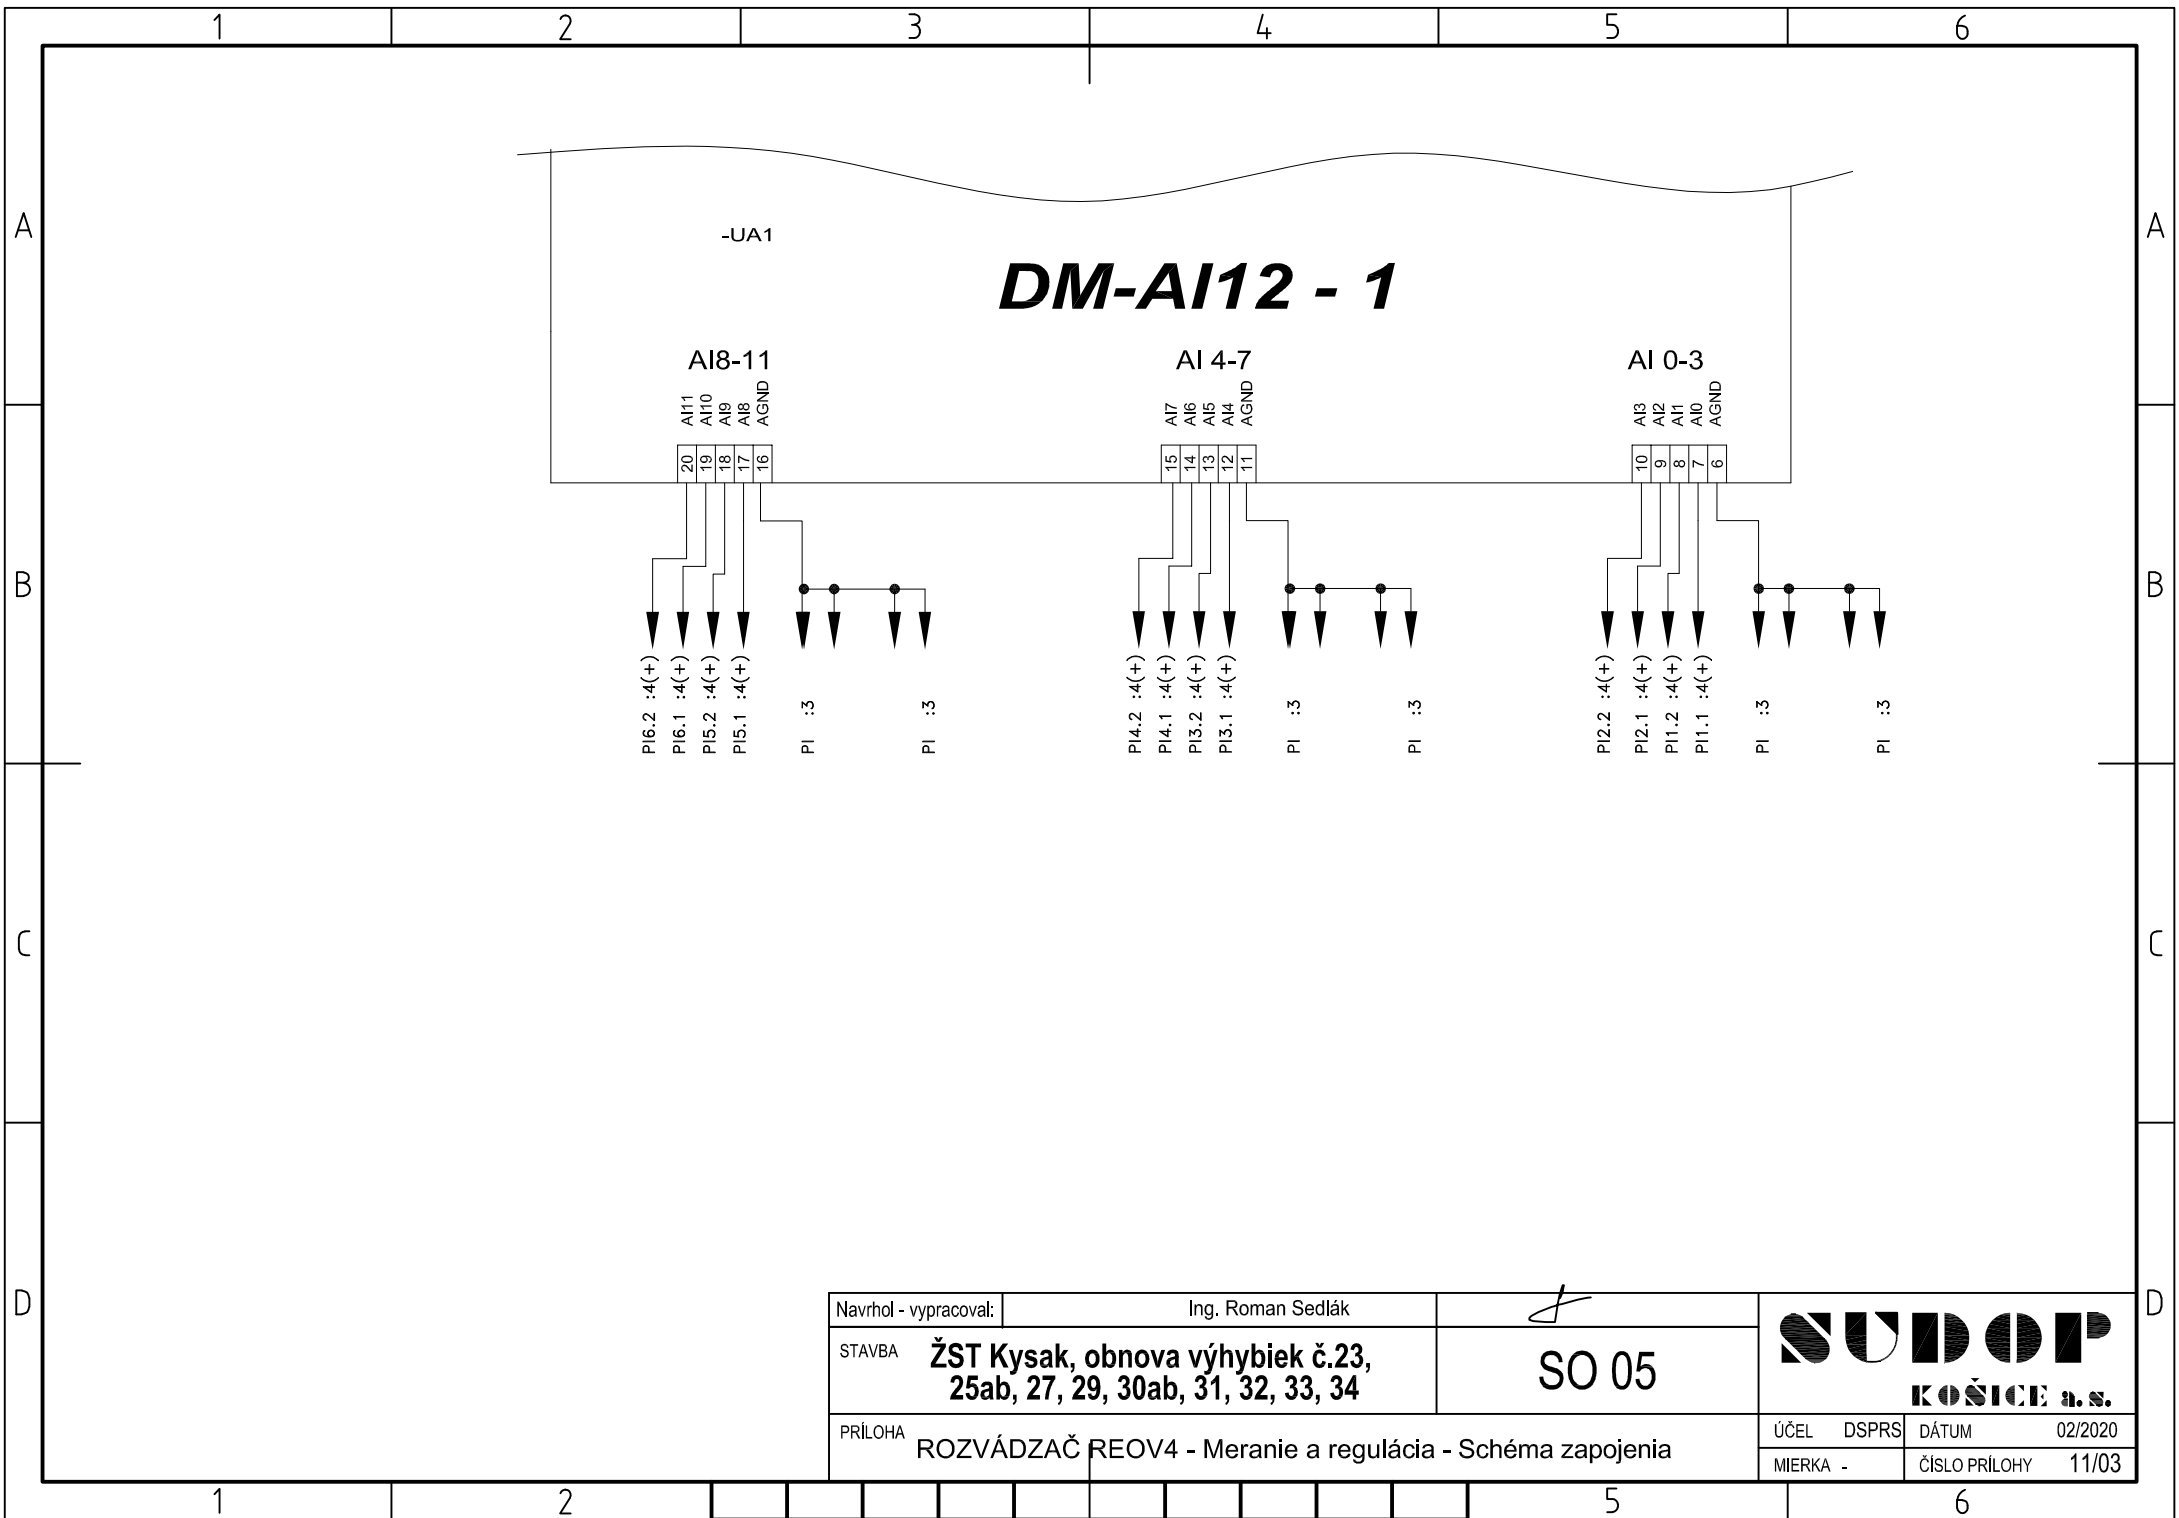 1 2 3 4 5 6
A A
-UA1
DM-AI12 - 1
AI8-11 AI 4-7 AI 0-3
AI11 AI10 AI9 AI8 AGND
AI7 AI6 AI5 AI4 AGND
AI3 AI2 AI1 AI0 AGND
20 19 18 17 16
15 14 13 12 11
10 9 8 7 6
B B
PI6.2 :4(+)
PI6.1 :4(+)
PI5.2 :4(+)
PI5.1 :4(+)
PI :3
PI :3
PI4.2 :4(+)
PI4.1 :4(+)
PI3.2 :4(+)
PI3.1 :4(+)
PI :3
PI :3
PI2.2 :4(+)
PI2.1 :4(+)
PI1.2 :4(+)
PI1.1 :4(+)
PI :3
PI :3
C C
D D
Navrhol - vypracoval: Ing. Roman Sedlák
STAVBA ŽST Kysak, obnova výhybiek č.23,
25ab, 27, 29, 30ab, 31, 32, 33, 34
SO 05
SUDOP
KOŠICE a. s.
PRÍLOHA ROZVÁDZAČ REOV4 - Meranie a regulácia - Schéma zapojenia
ÚČEL DSPRS DÁTUM 02/2020
MIERKA - ČÍSLO PRÍLOHY 11/03
1 2 5 6